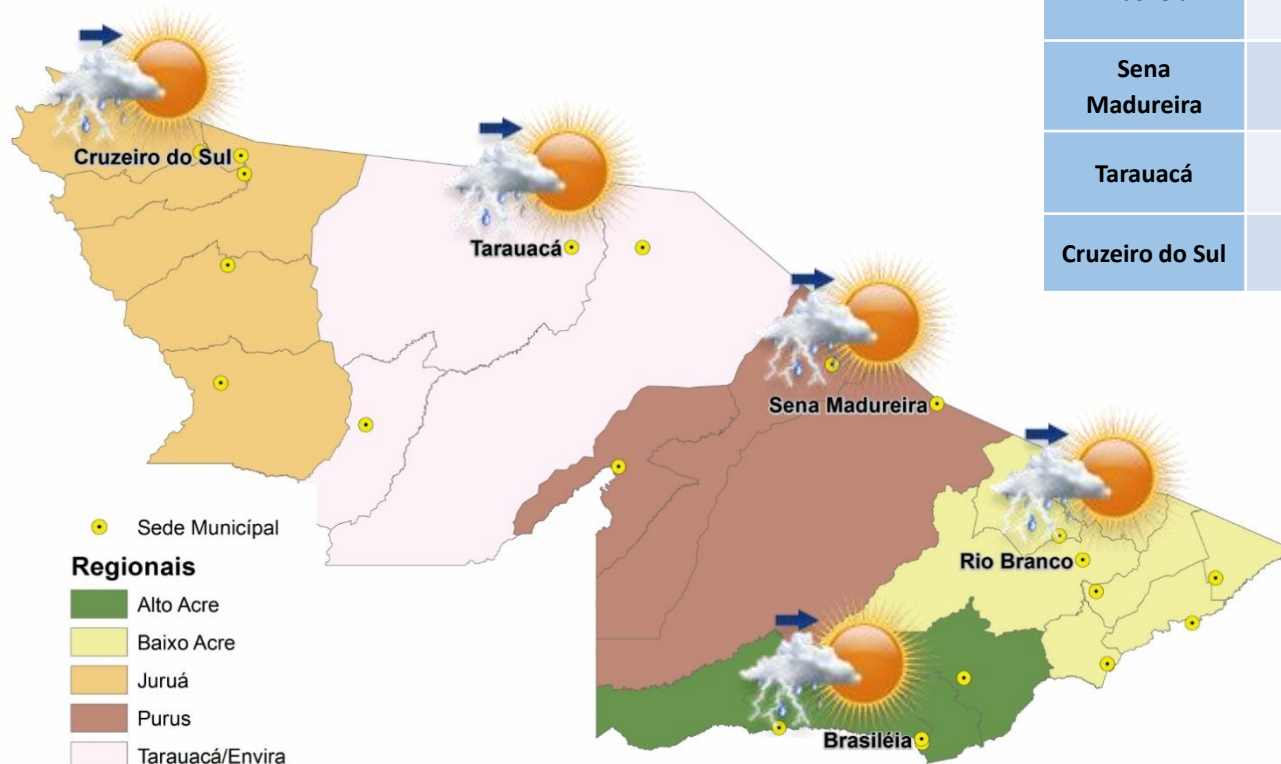 Sena
Madureira
Tarauacá
Cruzeiro do Sul
Cruzeiro do Sul
Tarauacá
Sena Madureira
Rio Branco
Brasiléia
Sede Municípal
Regionais
Alto Acre
Baixo Acre
Juruá
Purus
Tarauacá/Envira